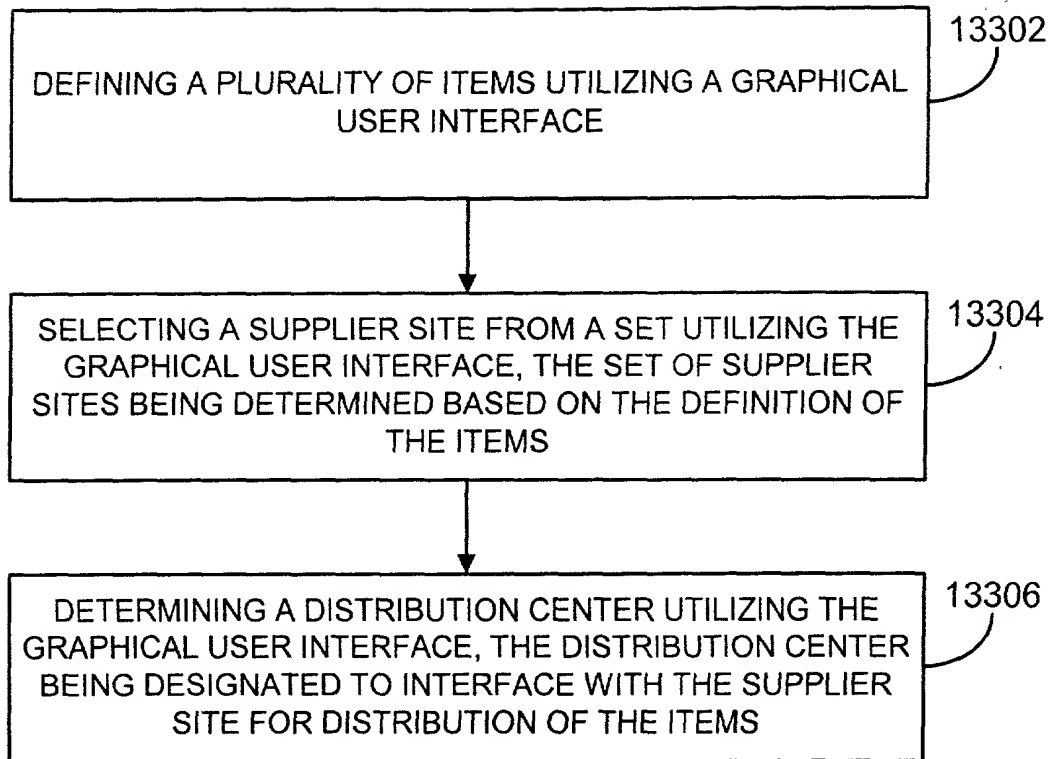 13302
DEFINING A PLURALITY OF ITEMS UTILIZING A GRAPHICAL
USER INTERFACE
13304
SELECTING A SUPPLIER SITE FROM A SET UTILIZING THE
GRAPHICAL USER INTERFACE, THE SET OF SUPPLIER
SITES BEING DETERMINED BASED ON THE DEFINITION OF
THE ITEMS
13306
DETERMINING A DISTRIBUTION CENTER UTILIZING THE
GRAPHICAL USER INTERFACE, THE DISTRIBUTION CENTER
BEING DESIGNATED TO INTERFACE WITH THE SUPPLIER
SITE FOR DISTRIBUTION OF THE ITEMS